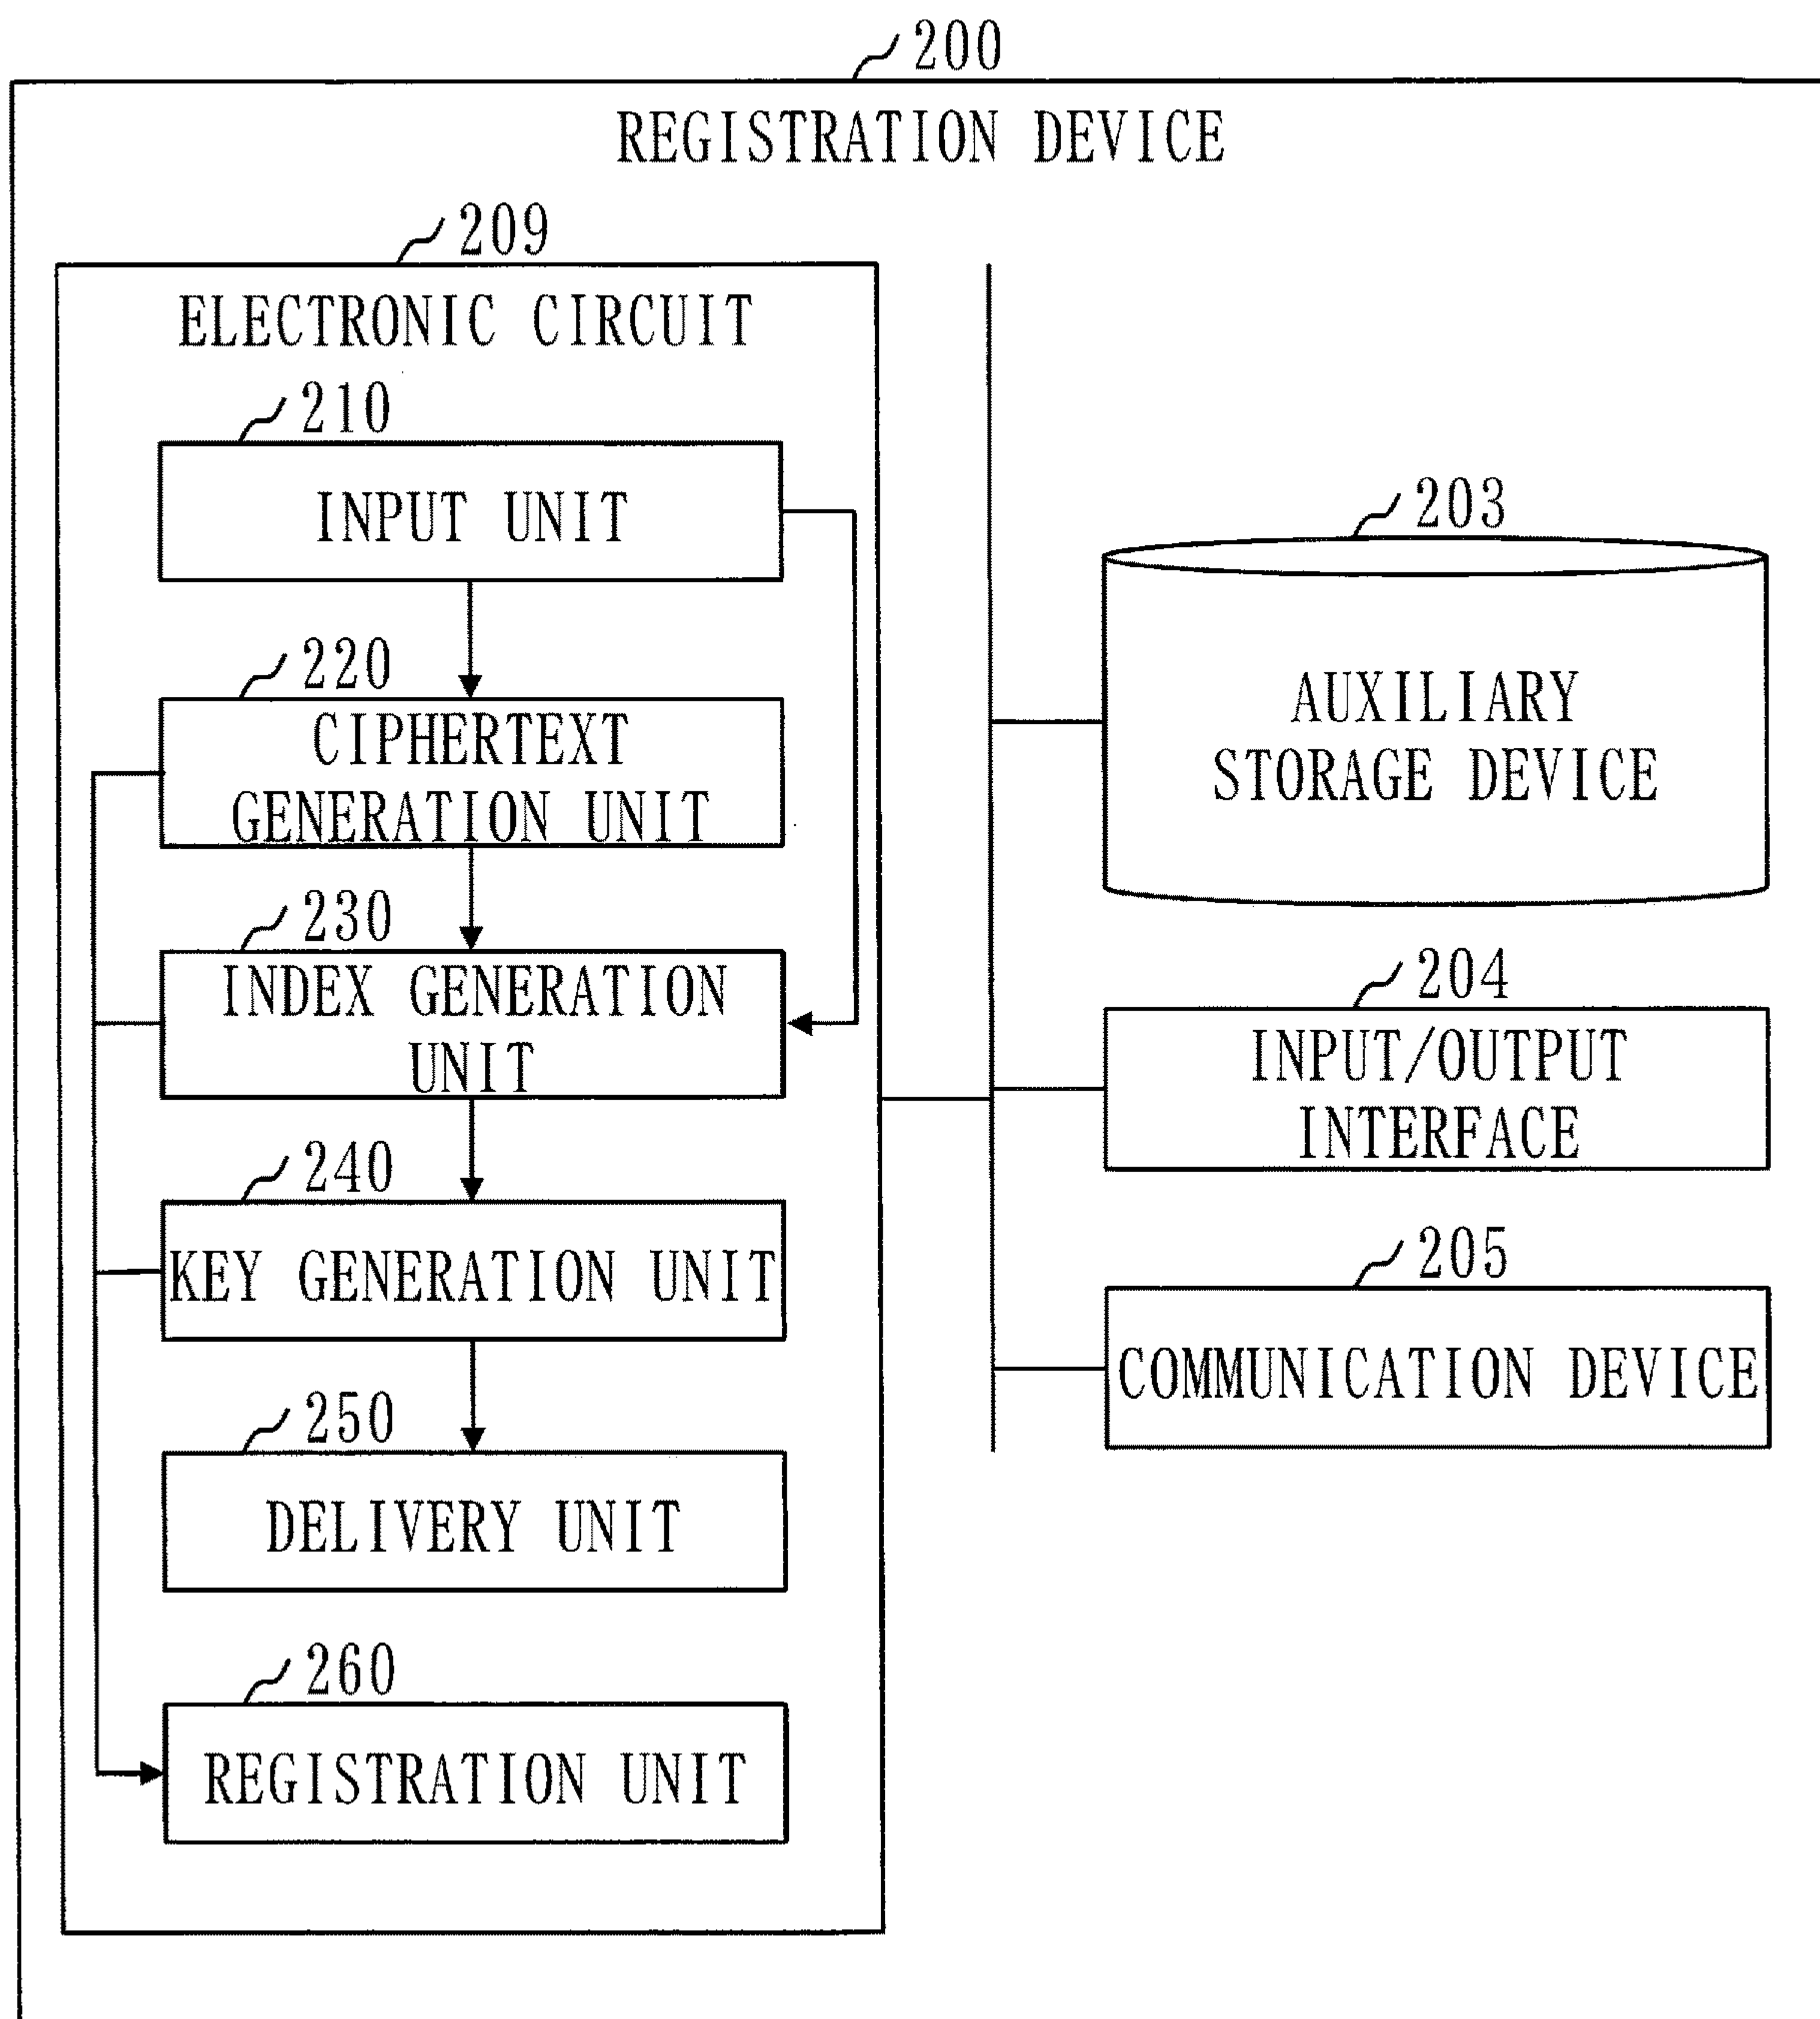 200
REGISTRATION DEVICE
209
ELECTRONIC CIRCUIT
210
INPUT UNIT
220
CIPHERTEXT
GENERATION UNIT
230
INDEX GENERATION
UNIT
240
KEY GENERATION UNIT
250
DELIVERY UNIT
260
REGISTRATION UNIT
203
AUXILIARY
STORAGE DEVICE
204
INPUT/OUTPUT
INTERFACE
205
COMMUNICATION DEVICE